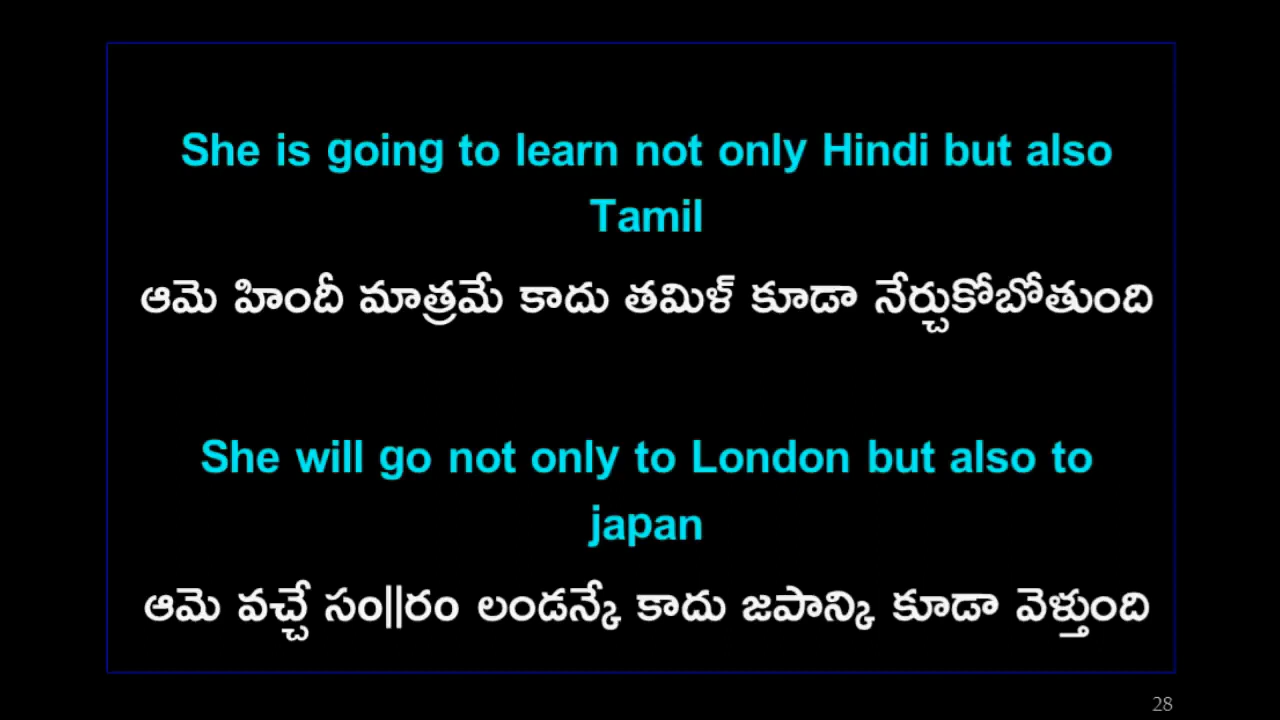 She is going to learn not only Hindi but also
Tamil
ఆమె హిందీ మాత్రమే కాదు తమిళ్ కూడా నేర్చుకోబోతుంది
She will go not only to London but also to
japan
ఆమె వచ్చే సం||రం లండన్కే కాదు జపాన్కి కూడా వెళ్తుంది
28